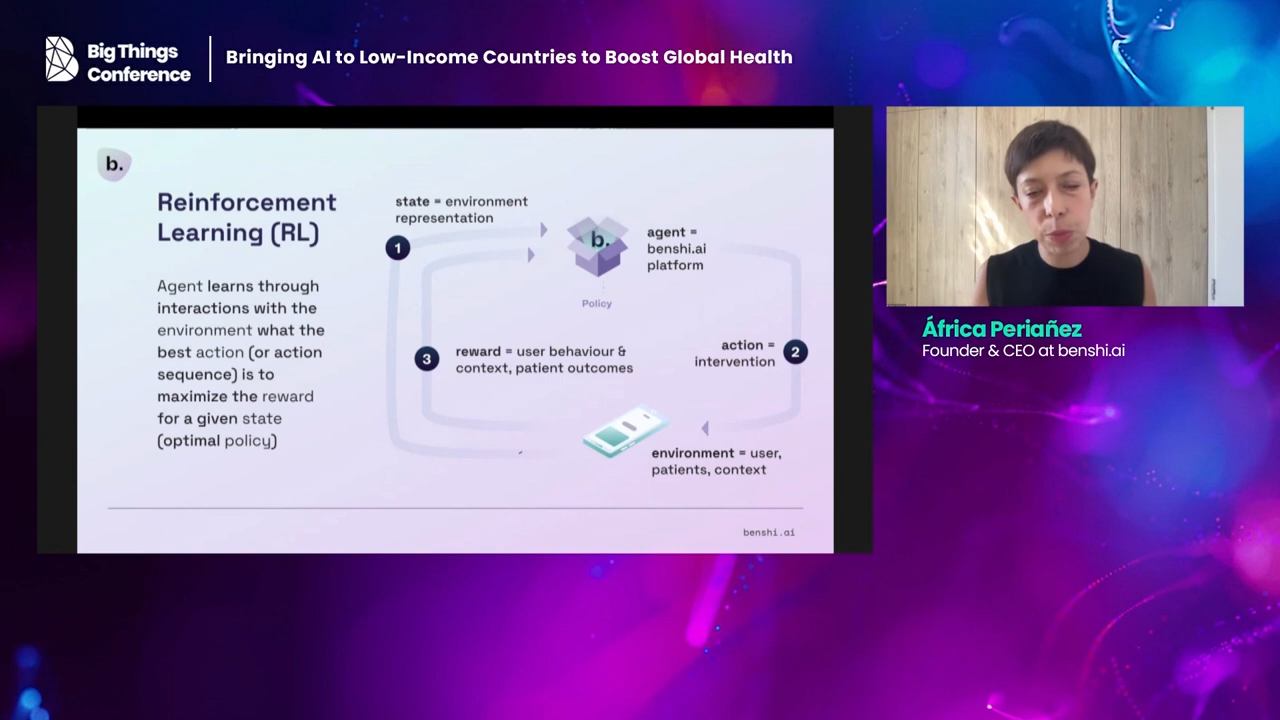 Big Things
Conference
Bringing AI to Low-Income Countries to Boost Global Health
b.
Reinforcement
Learning (RL)
Agent learns through
interactions with the
environment what the
best action (or action
sequence) is to
maximize the reward
for a given state
(optimal policy)
state = environment
representation
1
b.
Policy
agent =
benshi.ai
platform
3
reward = user behaviour &
context, patient outcomes
action =
intervention
2
environment = user,
patients, context
benshi.ai
África Periañez
Founder & CEO at benshi.ai